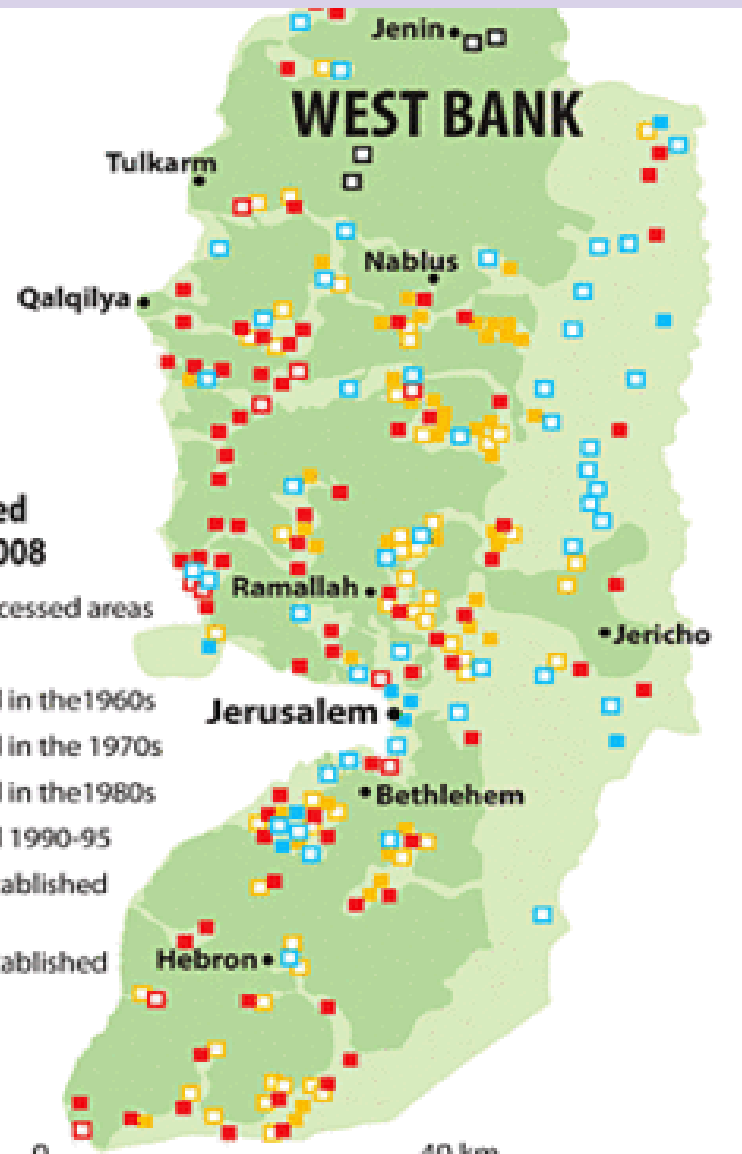 Jenin
WEST BANK
Tulkarm
Nablus
Qalqilya
ed
008
Ramallah
cessed areas
Jericho
d in the1960s
Jerusalem
d in the 1970s
d in the1980s
Bethlehem
d 1990-95
ablished
Hebron
ablished
0
40 km